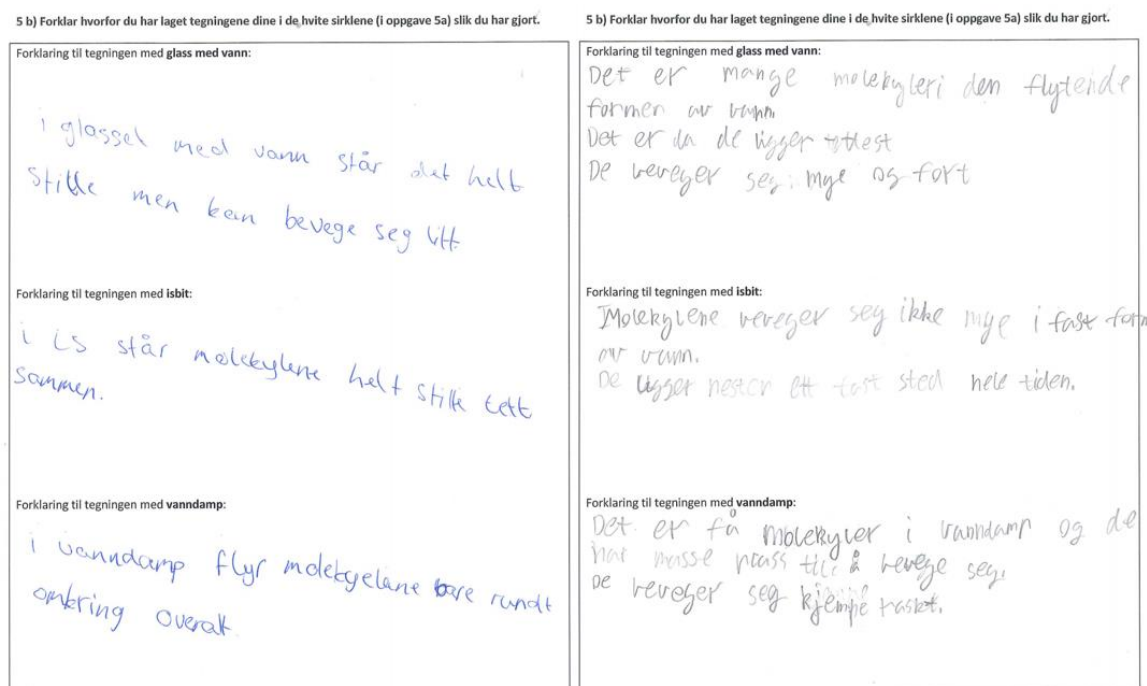 5 b) Forklar hvorfor du har laget tegningene dine i de hvite sirklene (i oppgave 5a) slik du har gjort.
Forklaring til tegningen med glass med vann:
i glassel med vann står det helt
stille men kan bevege seg litt
Forklaring til tegningen med isbit:
i is står molekylene helt stille tett
sammen.
Forklaring til tegningen med vanndamp:
i vanndamp flyr molekyelane bare rundt
omkring overalt
5 b) Forklar hvorfor du har laget tegningene dine i de hvite sirklene (i oppgave 5a) slik du har gjort.
Forklaring til tegningen med glass med vann:
Det er mange molekyler i den flytende
formen av vann.
Det er da de ligger tettest
De beveger seg mye og fort
Forklaring til tegningen med isbit:
Molekylene beveger seg ikke mye i fast form
av vann.
De ligger nesten ett fast sted hele tiden.
Forklaring til tegningen med vanndamp:
Det er få molekyler i vanndamp og de
har masse plass til å bevege seg.
De beveger seg kjempe raskt.